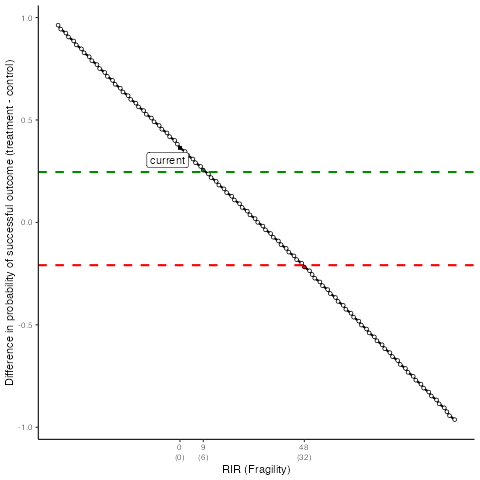 Difference in probability of successful outcome (treatment - control)
1.0
0.5
0.0
-0.5
-1.0
current
0 9 48
(0) (6) (32)
RIR (Fragility)